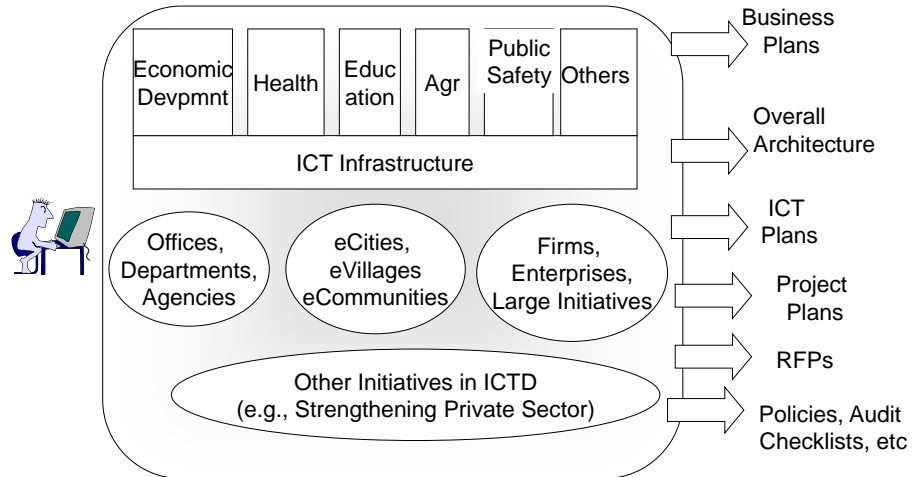 Economic
Devpmnt
Health
Educ
ation
Agr
Public
Safety
Others
ICT Infrastructure
Offices,
Departments,
Agencies
eCities,
eVillages
eCommunities
Firms,
Enterprises,
Large Initiatives
Other Initiatives in ICTD
(e.g., Strengthening Private Sector)
Business
Plans
Overall
Architecture
ICT
Plans
Project
Plans
RFPs
Policies, Audit
Checklists, etc